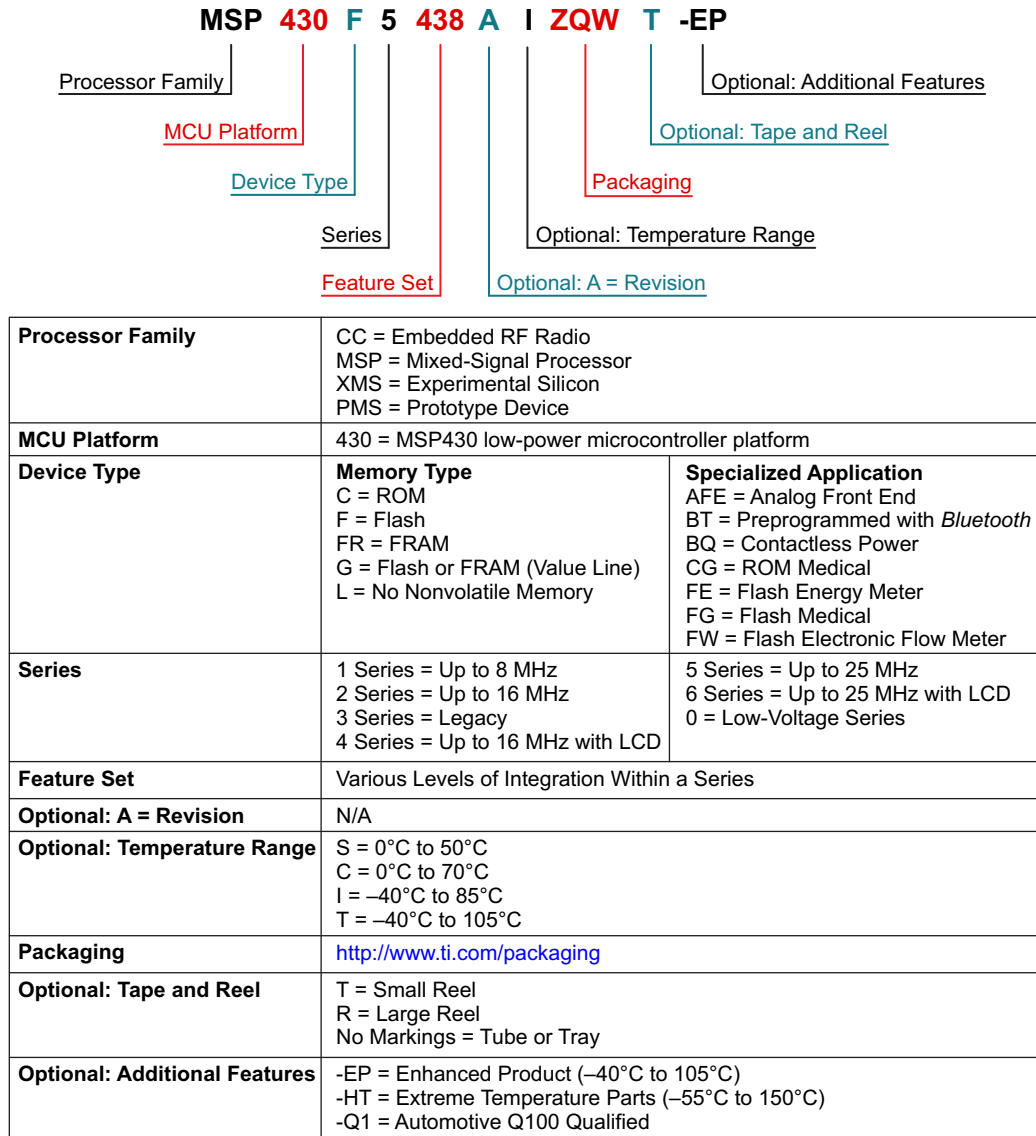 MSP 430 F 5 438 A I ZQW T -EP
Processor Family
Optional: Additional Features
MCU Platform
Optional: Tape and Reel
Device Type
Packaging
Series
Optional: Temperature Range
Feature Set
Optional: A = Revision
Processor Family
CC = Embedded RF Radio
MSP = Mixed-Signal Processor
XMS = Experimental Silicon
PMS = Prototype Device
MCU Platform
430 = MSP430 low-power microcontroller platform
Device Type
Memory Type
C = ROM
F = Flash
FR = FRAM
G = Flash or FRAM (Value Line)
L = No Nonvolatile Memory
Specialized Application
AFE = Analog Front End
BT = Preprogrammed with Bluetooth
BQ = Contactless Power
CG = ROM Medical
FE = Flash Energy Meter
FG = Flash Medical
FW = Flash Electronic Flow Meter
Series
1 Series = Up to 8 MHz
2 Series = Up to 16 MHz
3 Series = Legacy
4 Series = Up to 16 MHz with LCD
5 Series = Up to 25 MHz
6 Series = Up to 25 MHz with LCD
0 = Low-Voltage Series
Feature Set
Various Levels of Integration Within a Series
Optional: A = Revision
N/A
Optional: Temperature Range
S = 0°C to 50°C
C = 0°C to 70°C
I = –40°C to 85°C
T = –40°C to 105°C
Packaging
http://www.ti.com/packaging
Optional: Tape and Reel
T = Small Reel
R = Large Reel
No Markings = Tube or Tray
Optional: Additional Features
-EP = Enhanced Product (–40°C to 105°C)
-HT = Extreme Temperature Parts (–55°C to 150°C)
-Q1 = Automotive Q100 Qualified